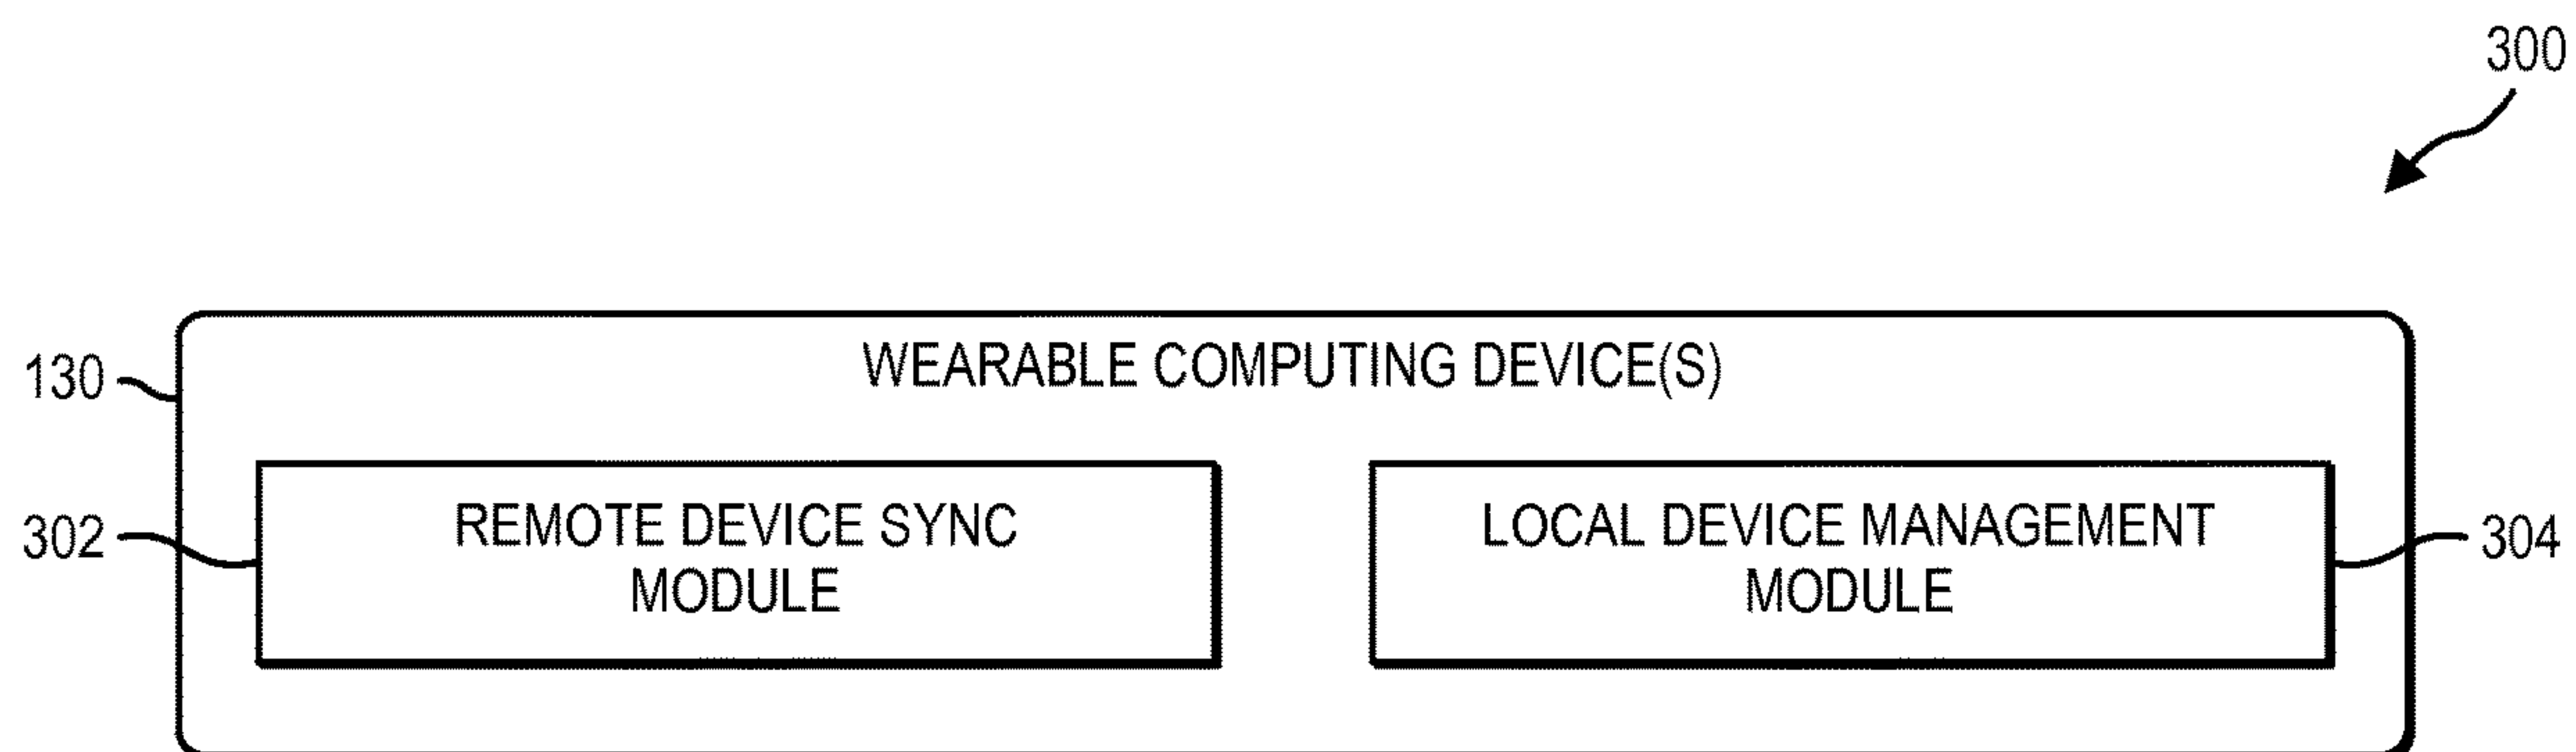 300
WEARABLE COMPUTING DEVICE(S)
130
REMOTE DEVICE SYNC
MODULE
302
LOCAL DEVICE MANAGEMENT
MODULE
304